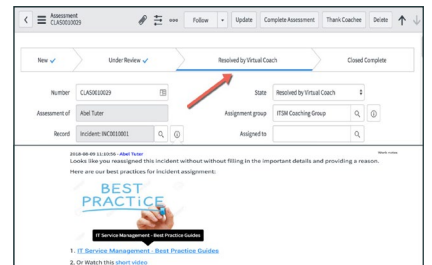 Assessment
CLAS0010029
Follow
Update
Complete Assessment
Thank Coachee
Delete
New
Under Review
Resolved by Virtual Coach
Closed Complete
Number CLAS0010029
State Resolved by Virtual Coach
Assessment of Abel Tuter
Assignment group ITSM Coaching Group
Record Incident: INC0010001
Assigned to
2018-08-09 11:10:50 - Abel Tuter
Work notes
Looks like you reassigned this incident without without filling in the important details and providing a reason.
Here are our best practices for incident assignment:
BEST
PRACTICE
IT Service Management - Best Practice Guides
1. IT Service Management - Best Practice Guides
2. Or Watch this short video